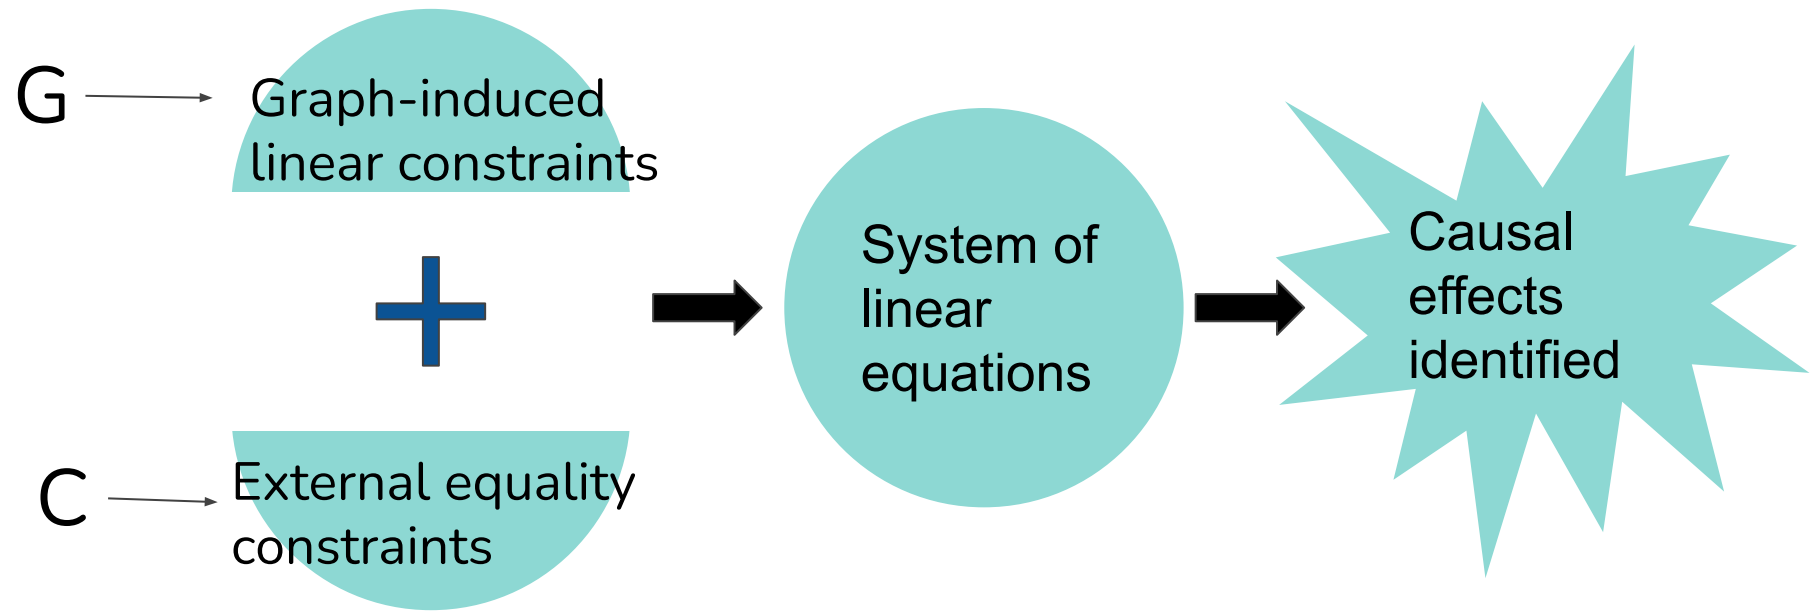 G
Graph-induced
linear constraints
C
External equality
constraints
System of
linear
equations
Causal
effects
identified